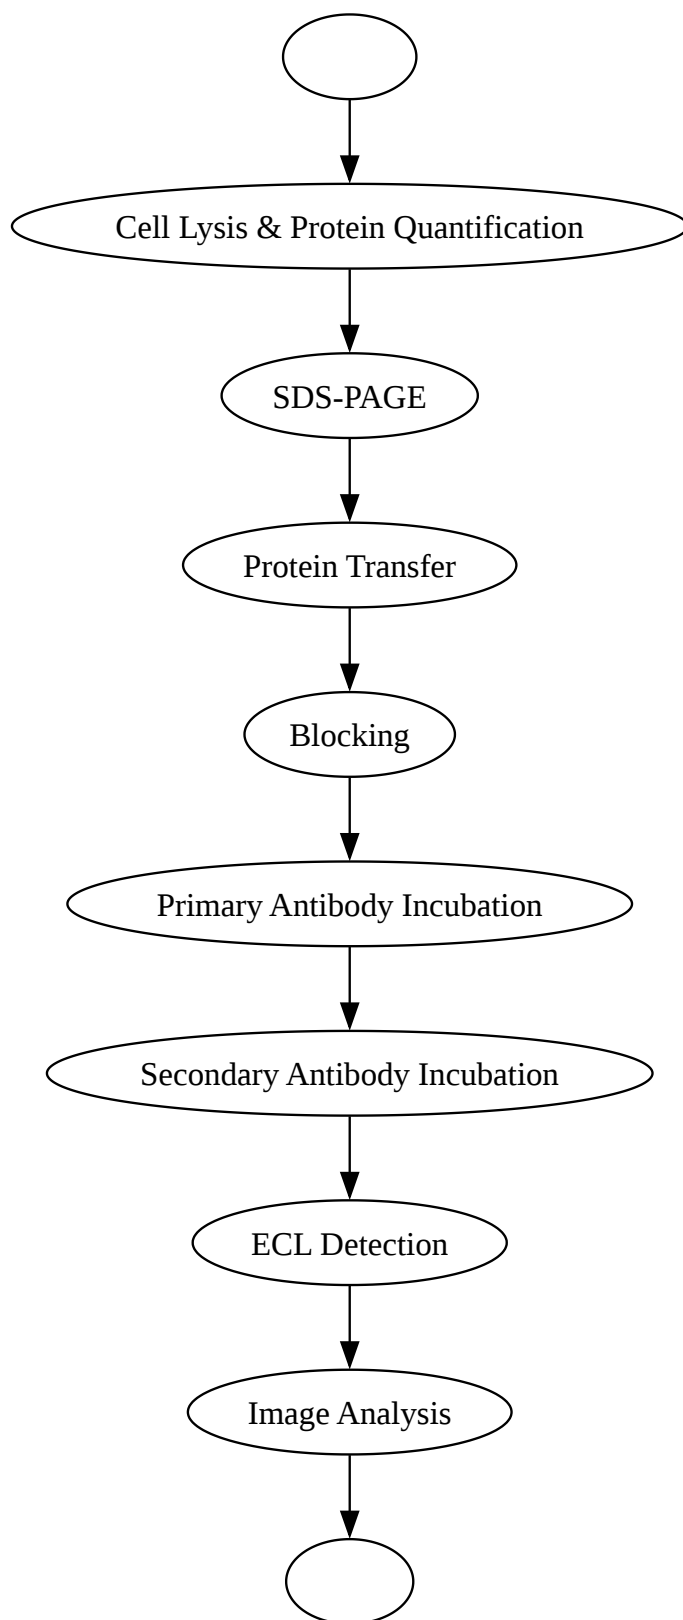 Cell Lysis & Protein Quantification
SDS-PAGE
Protein Transfer
Blocking
Primary Antibody Incubation
Secondary Antibody Incubation
ECL Detection
Image Analysis